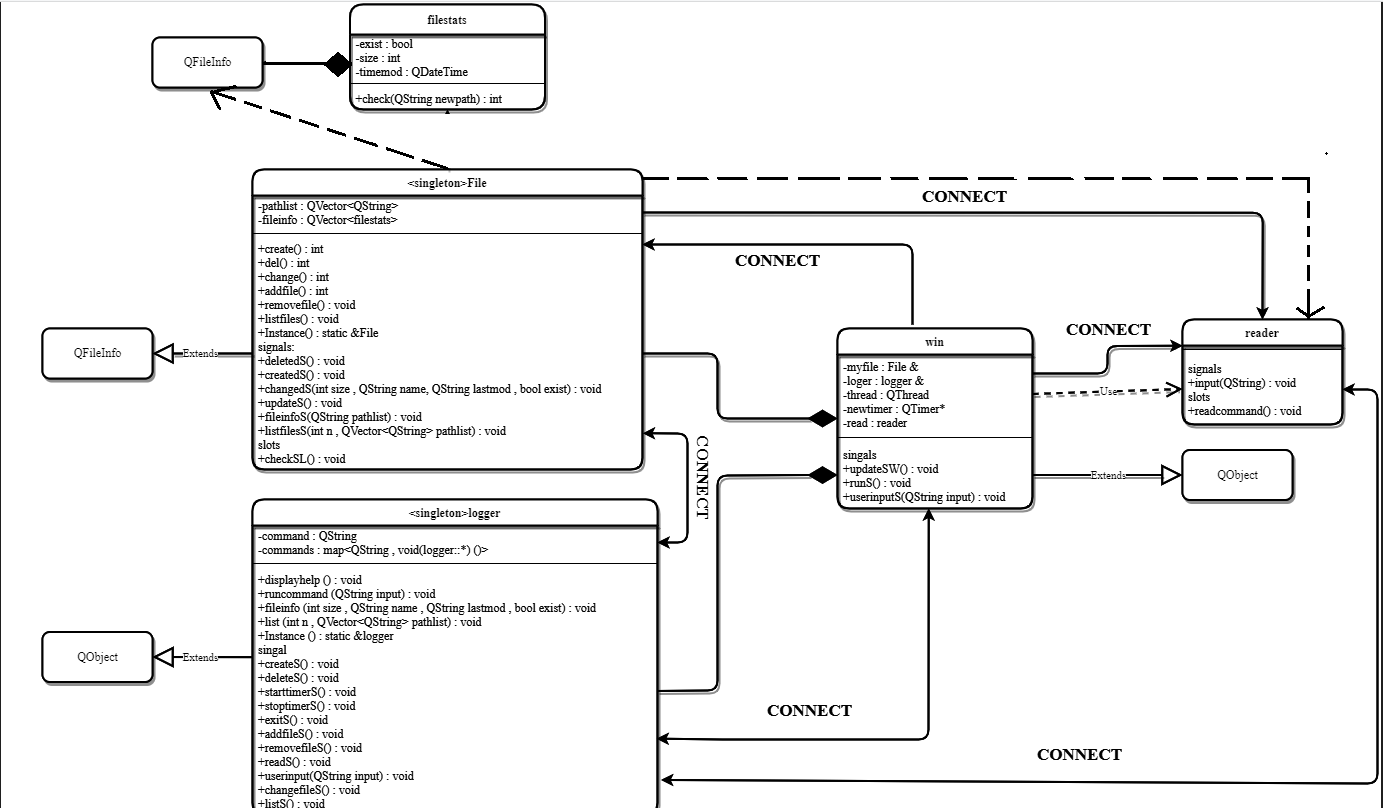 filestats
-exist : bool
-size : int
-timemod : QDateTime
+check(QString newpath) : int
QFileInfo
<singleton>File
-pathlist : QVector<QString>
-fileinfo : QVector<filestats>
+create() : int
+del() : int
+change() : int
+addfile() : int
+removefile() : void
+listfiles() : void
+Instance() : static &File
signals:
+deletedS() : void
+createdS() : void
+changedS(int size , QString name, QString lastmod , bool exist) : void
+updateS() : void
+fileinfoS(QString pathlist) : void
+listfilesS(int n , QVector<QString> pathlist) : void
slots
+checkSL() : void
QFileInfo
Extends
CONNECT
CONNECT
CONNECT
win
-myfile : File &
-loger : logger &
-thread : QThread
-newtimer : QTimer*
-read : reader
singals
+updateSW() : void
+runS() : void
+userinputS(QString input) : void
reader
signals
+input(QString) : void
slots
+readcommand() : void
Use
Extends
QObject
CONNECT
<singleton>logger
-command : QString
-commands : map<QString , void(logger::*) ()>
+displayhelp () : void
+runcommand (QString input) : void
+fileinfo (int size , QString name , QString lastmod , bool exist) : void
+list (int n , QVector<QString> pathlist) : void
+Instance () : static &logger
singal
+createS() : void
+deleteS() : void
+starttimerS() : void
+stoptimerS() : void
+exitS() : void
+addfileS() : void
+removefileS() : void
+readS() : void
+userinput(QString input) : void
+changefileS() : void
+listS() : void
QObject
Extends
CONNECT
CONNECT